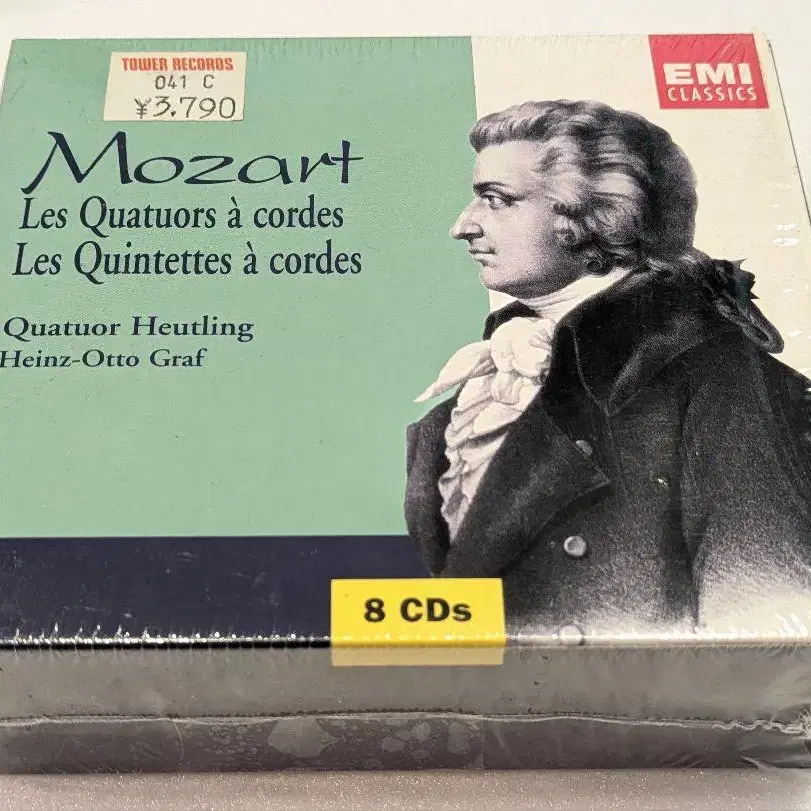 TOWER RECORDS
041 C
¥3.790
EMI
CLASSICS
Mozart
Les Quatuors à cordes
Les Quintettes à cordes
Quatuor Heutling
Heinz-Otto Graf
8 CDs